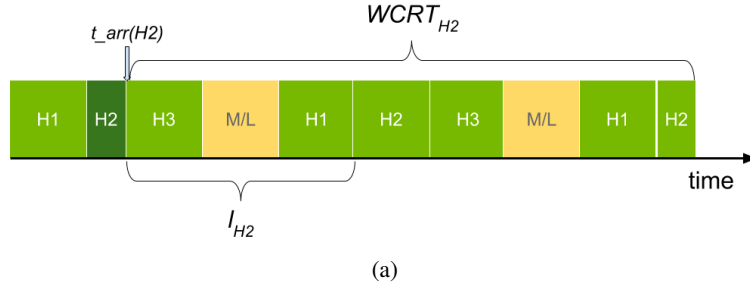 WCRT_H2
t_arr(H2)
H1 H2 H3 M/L H1 H2 H3 M/L H1 H2
time
I_H2
(a)